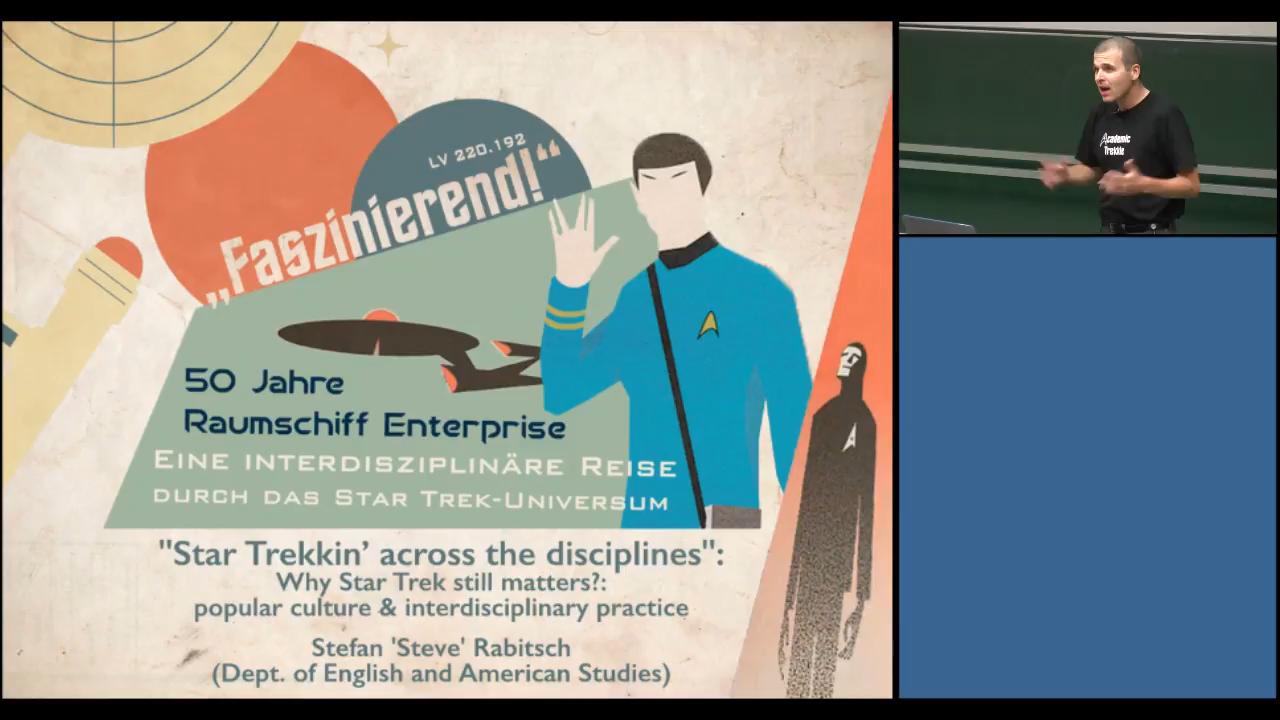 LV 220.192
„Faszinierend!“
50 Jahre
Raumschiff Enterprise
Eine interdisziplinäre Reise
durch das Star Trek-Universum
"Star Trekkin’ across the disciplines":
Why Star Trek still matters?:
popular culture & interdisciplinary practice
Stefan 'Steve' Rabitsch
(Dept. of English and American Studies)
Academic
Trekkie